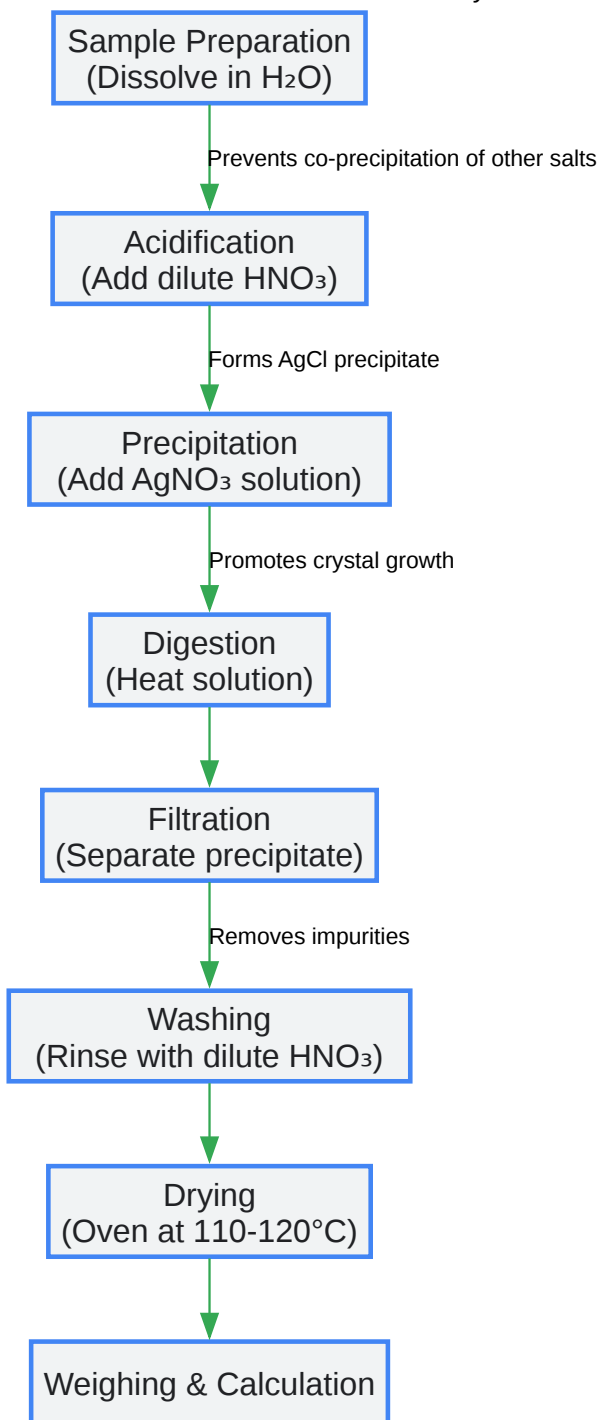 Sample Preparation
(Dissolve in H₂O)
Prevents co-precipitation of other salts
Acidification
(Add dilute HNO₃)
Forms AgCl precipitate
Precipitation
(Add AgNO₃ solution)
Promotes crystal growth
Digestion
(Heat solution)
Filtration
(Separate precipitate)
Removes impurities
Washing
(Rinse with dilute HNO₃)
Drying
(Oven at 110-120°C)
Weighing & Calculation